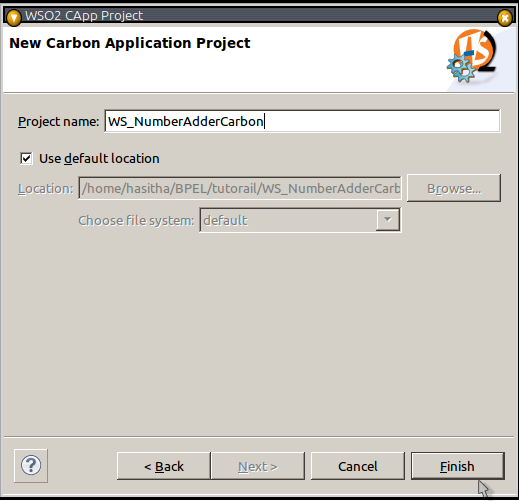 WSO2 CApp Project
New Carbon Application Project
WS2
Project name: WS_NumberAdderCarbon
Use default location
Location: /home/hasitha/BPEL/tutorail/WS_NumberAdderCarb Browse...
Choose file system: default
? < Back Next > Cancel Finish